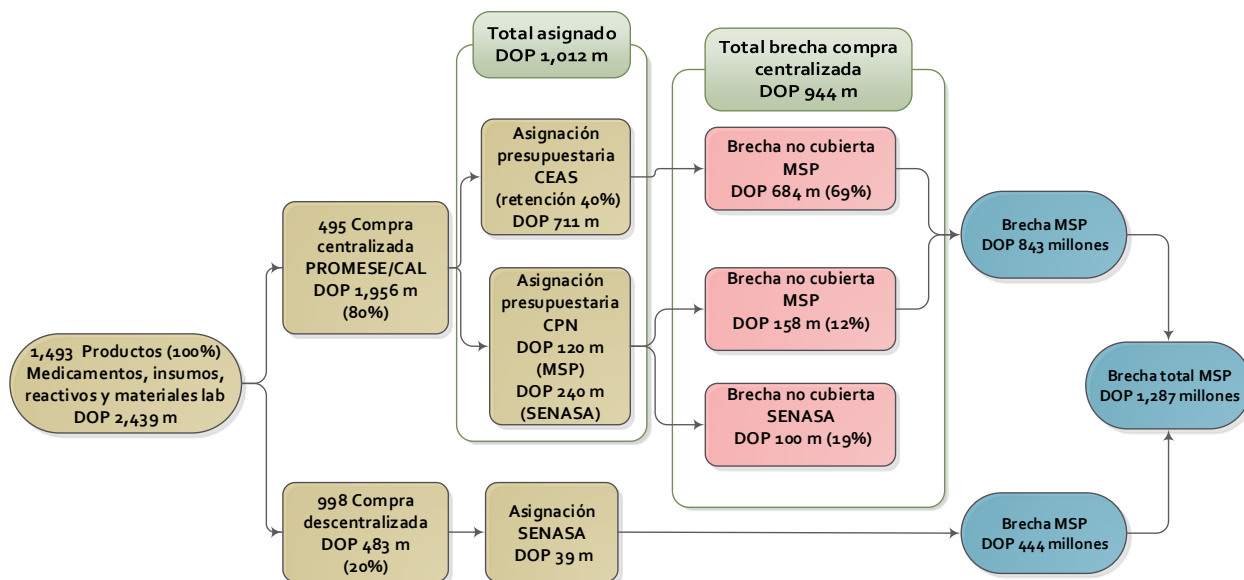 Total asignado
DOP 1,012 m
Total brecha compra
centralizada
DOP 944 m
Asignación
presupuestaria
CEAS
(retención 40%)
DOP 711 m
Brecha no cubierta
MSP
DOP 684 m (69%)
495 Compra
centralizada
PROMESE/CAL
DOP 1,956 m
(80%)
Brecha MSP
DOP 843 millones
Asignación
presupuestaria
CPN
DOP 120 m
(MSP)
DOP 240 m
(SENASA)
Brecha no cubierta
MSP
DOP 158 m (12%)
1,493 Productos (100%)
Medicamentos, insumos,
reactivos y materiales lab
DOP 2,439 m
Brecha total MSP
DOP 1,287 millones
Brecha no cubierta
SENASA
DOP 100 m (19%)
998 Compra
descentralizada
DOP 483 m
(20%)
Asignación
SENASA
DOP 39 m
Brecha MSP
DOP 444 millones